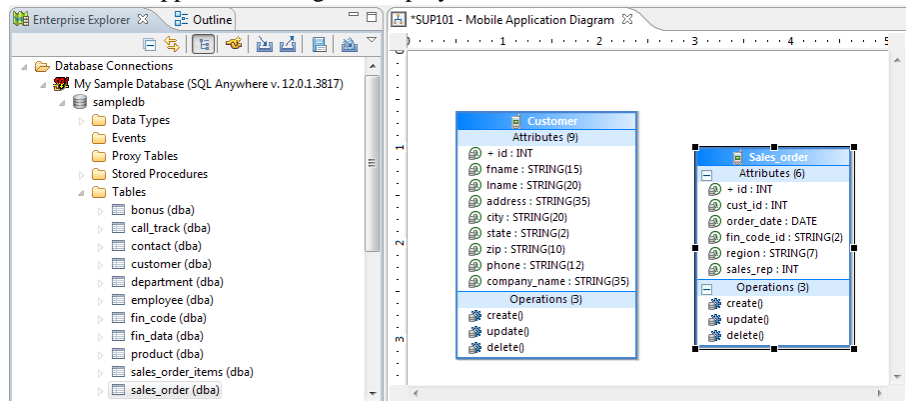 Enterprise Explorer
Outline
Database Connections
My Sample Database (SQL Anywhere v. 12.0.1.3817)
sampledb
Data Types
Events
Proxy Tables
Stored Procedures
Tables
bonus (dba)
call_track (dba)
contact (dba)
customer (dba)
department (dba)
employee (dba)
fin_code (dba)
fin_data (dba)
product (dba)
sales_order_items (dba)
sales_order (dba)
*SUP101 - Mobile Application Diagram
0 1 2 3 4 5
1
2
3
Customer
Attributes (9)
+ id : INT
fname : STRING(15)
lname : STRING(20)
address : STRING(35)
city : STRING(20)
state : STRING(2)
zip : STRING(10)
phone : STRING(12)
company_name : STRING(35)
Operations (3)
create()
update()
delete()
Sales_order
Attributes (6)
+ id : INT
cust_id : INT
order_date : DATE
fin_code_id : STRING(2)
region : STRING(7)
sales_rep : INT
Operations (3)
create()
update()
delete()